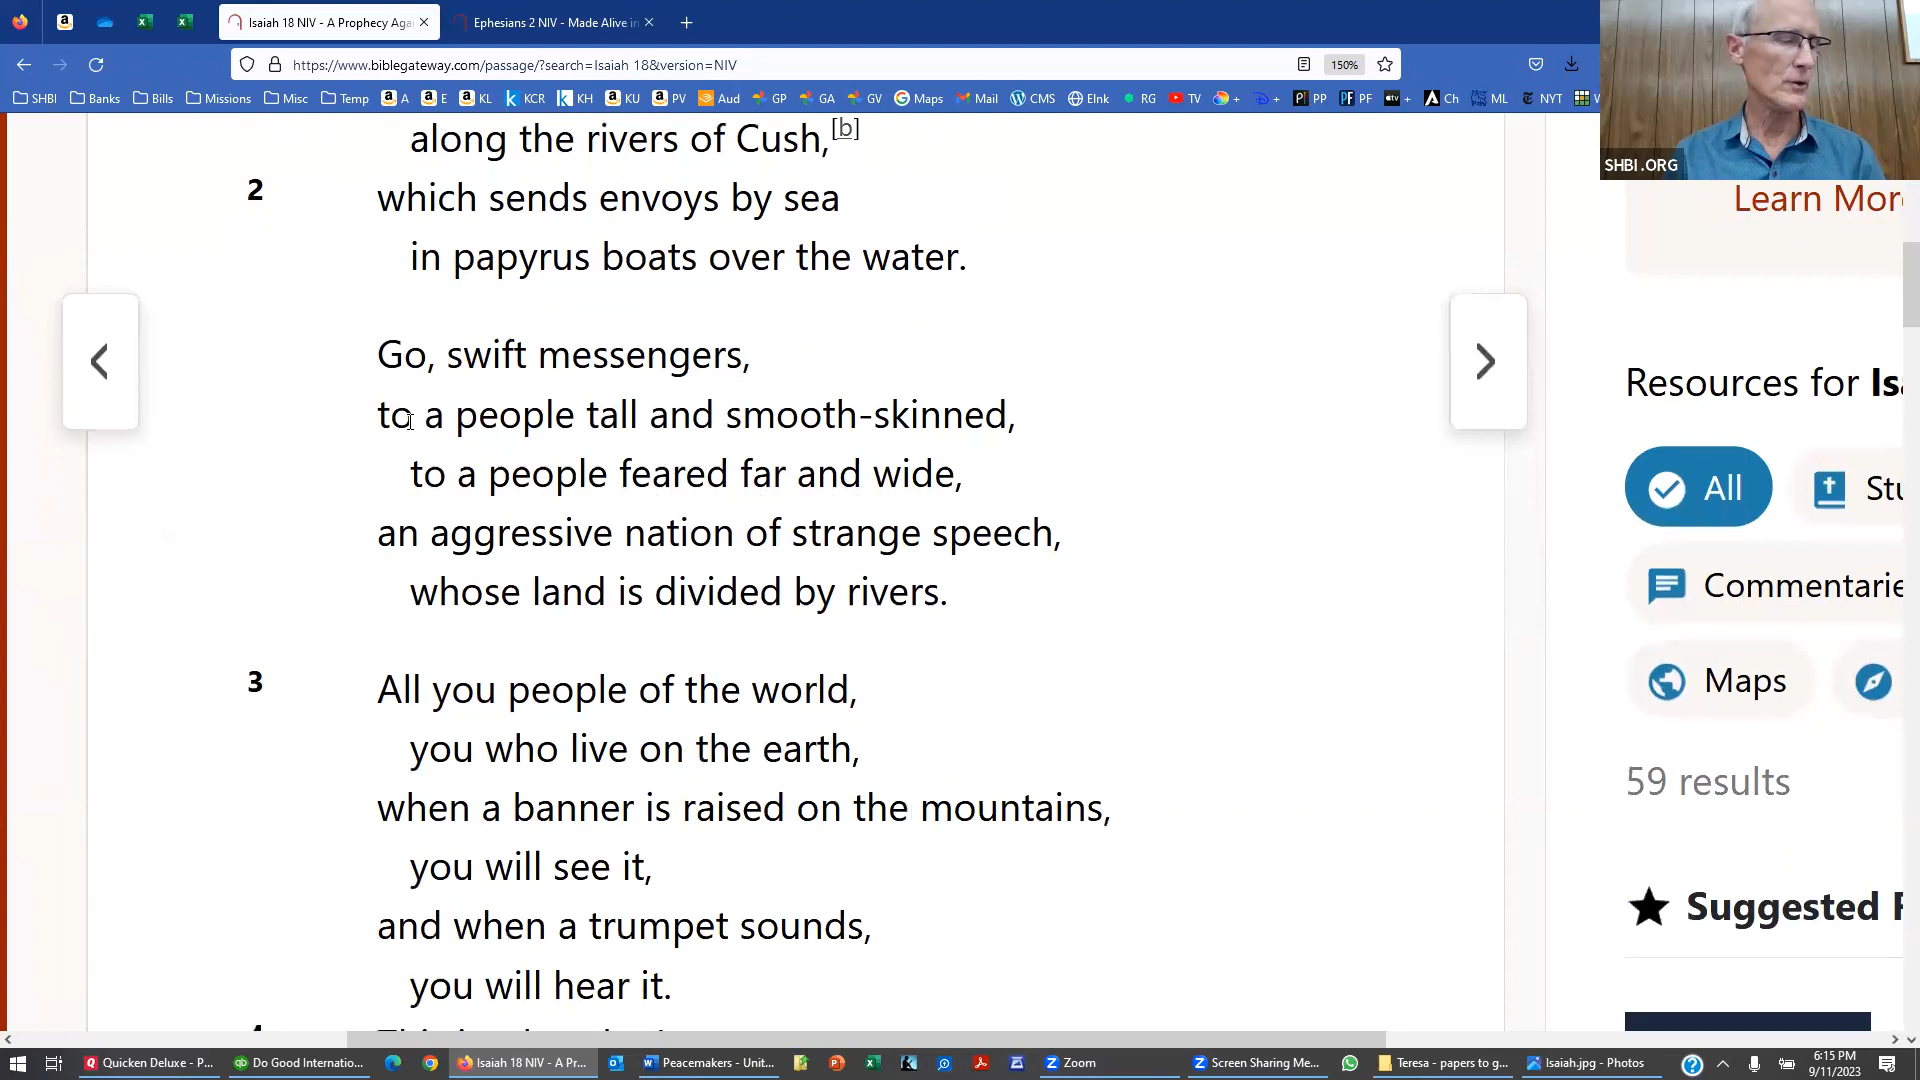 Isaiah 18 NIV - A Prophecy Aga
Ephesians 2 NIV - Made Alive in
https://www.biblegateway.com/passage/?search=Isaiah 18&version=NIV
150%
SHBI
Banks
Bills
Missions
Misc
Temp
A
E
KL
KCR
KH
KU
PV
Aud
GP
GA
GV
Maps
Mail
CMS
EInk
RG
TV
+
+
PP
PF
+
Ch
ML
NYT
SHBI.ORG
along the rivers of Cush,[b]
2 which sends envoys by sea
in papyrus boats over the water.
Go, swift messengers,
to a people tall and smooth-skinned,
to a people feared far and wide,
an aggressive nation of strange speech,
whose land is divided by rivers.
3 All you people of the world,
you who live on the earth,
when a banner is raised on the mountains,
you will see it,
and when a trumpet sounds,
you will hear it.
Learn Mor
Resources for Isa
All
Stu
Commentarie
Maps
59 results
Suggested
Quicken Deluxe - P...
Do Good Internatio...
Isaiah 18 NIV - A Pr...
Peacemakers - Unit...
Zoom
Screen Sharing Me...
Teresa - papers to g...
Isaiah.jpg - Photos
6:15 PM
9/11/2023